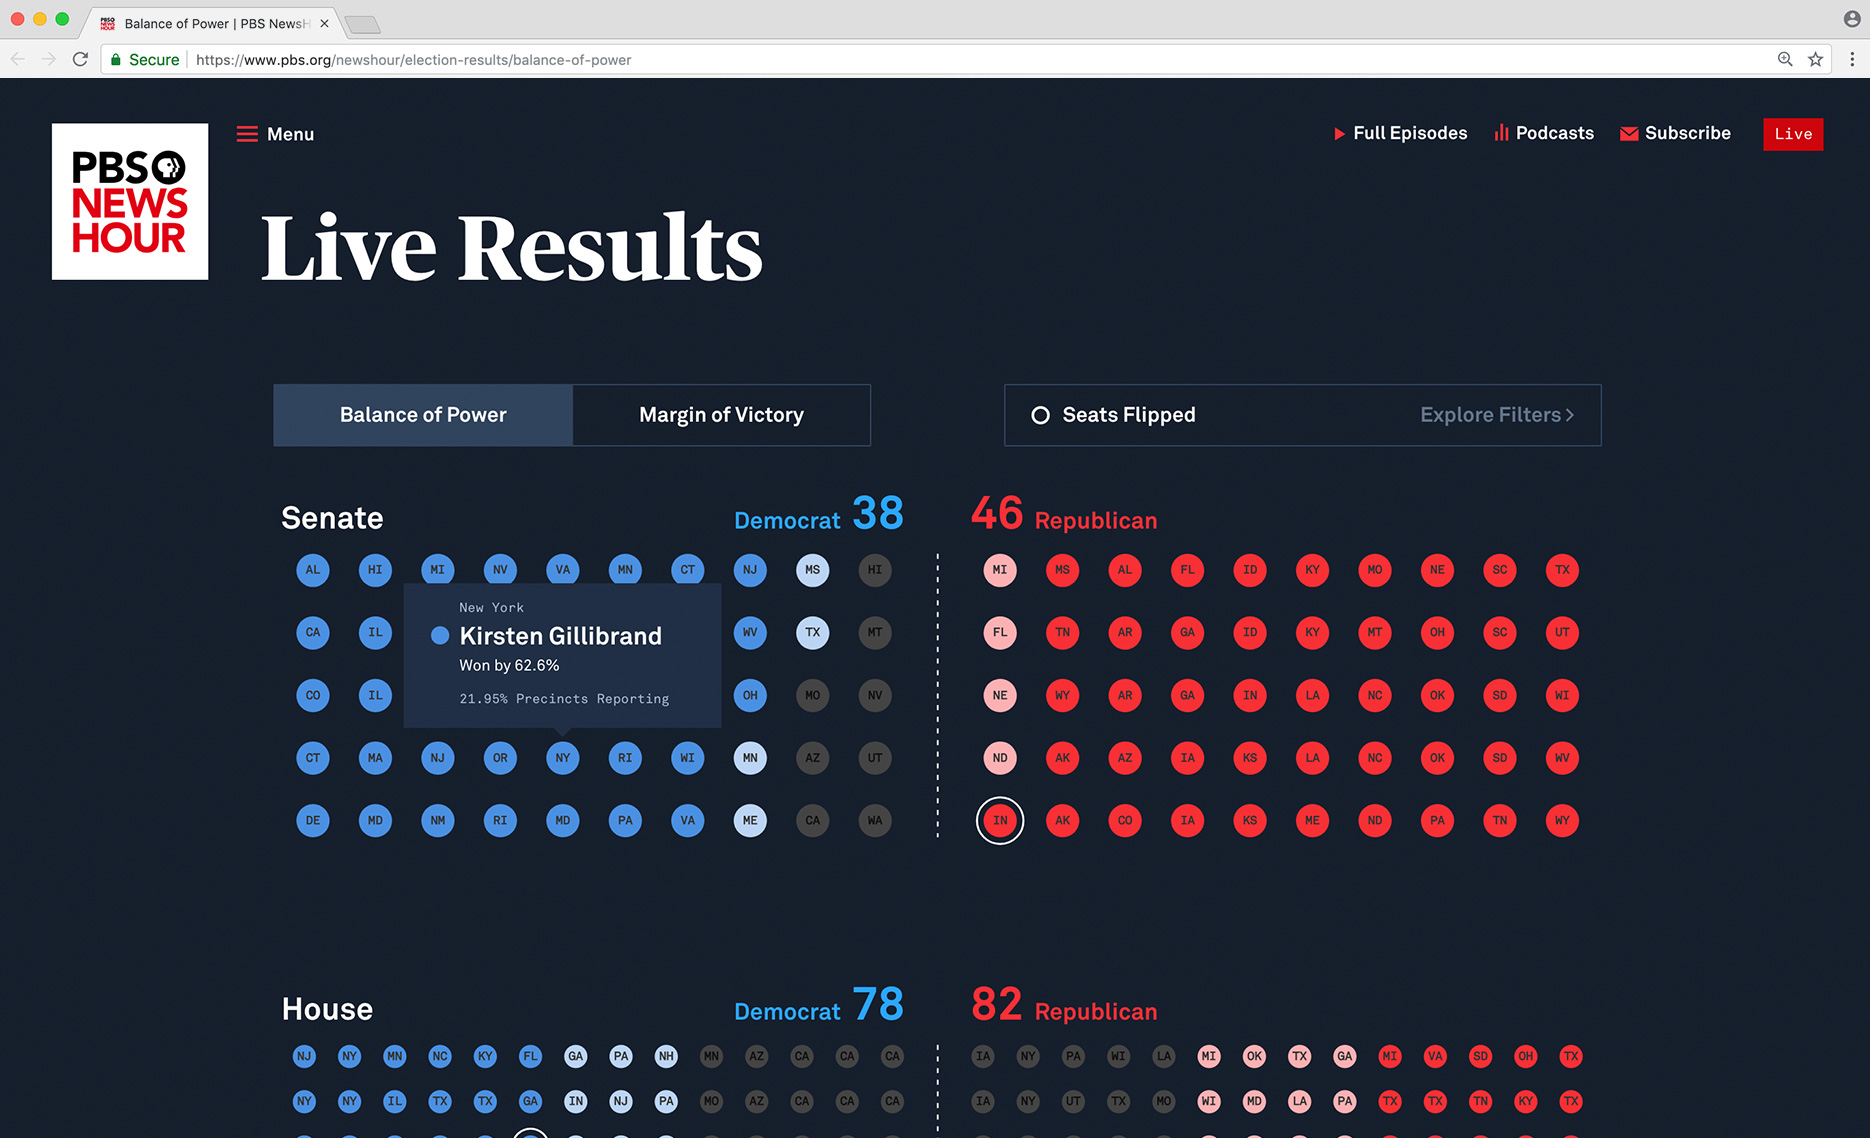 Balance of Power | PBS NewsH
Secure
https://www.pbs.org/newshour/election-results/balance-of-power
PBS
NEWS
HOUR
Menu
Full Episodes
Podcasts
Subscribe
Live
Live Results
Balance of Power
Margin of Victory
Seats Flipped
Explore Filters
Senate
Democrat 38
46 Republican
AL HI MI NV VA MN CT NJ MS HI
MI MS AL FL ID KY MO NE SC TX
New York
Kirsten Gillibrand
Won by 62.6%
21.95% Precincts Reporting
CA IL WV TX MT
FL TN AR GA ID KY MT OH SC UT
CO IL OH MO NV
NE WY AR GA IN LA NC OK SD WI
CT MA NJ OR NY RI WI MN AZ UT
ND AK AZ IA KS LA NC OK SD WV
DE MD NM RI MD PA VA ME CA WA
IN AK CO IA KS ME ND PA TN WY
House
Democrat 78
82 Republican
NJ NY MN NC KY FL GA PA NH MN AZ CA CA CA
IA NY PA WI LA MI OK TX GA MI VA SD OH TX
NY NY IL TX TX GA IN NJ PA MO AZ CA CA CA
IA NY UT TX MO WI MD LA PA TX TX TN KY TX